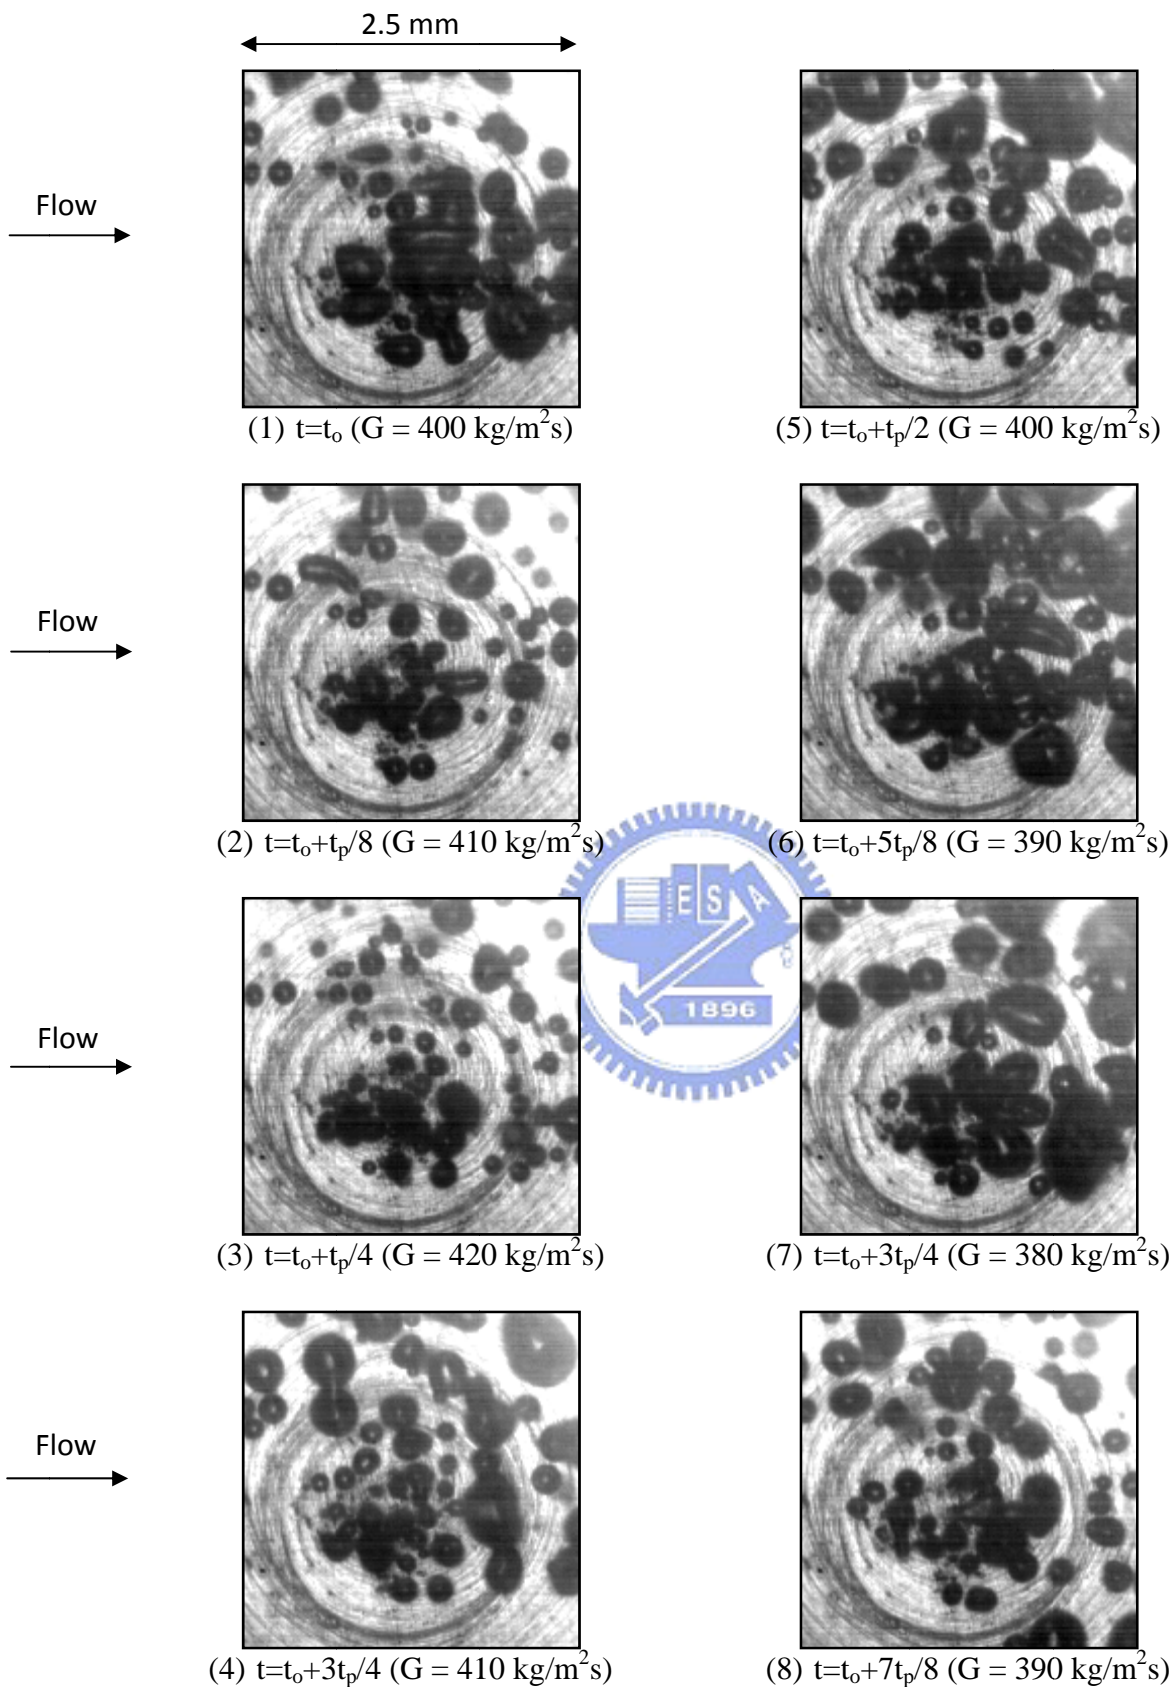 2.5 mm
Flow
(1) t=tₒ (G = 400 kg/m²s)
(5) t=tₒ+tₚ/2 (G = 400 kg/m²s)
Flow
(2) t=tₒ+tₚ/8 (G = 410 kg/m²s)
(6) t=tₒ+5tₚ/8 (G = 390 kg/m²s)
E S A
1896
Flow
(3) t=tₒ+tₚ/4 (G = 420 kg/m²s)
(7) t=tₒ+3tₚ/4 (G = 380 kg/m²s)
Flow
(4) t=tₒ+3tₚ/4 (G = 410 kg/m²s)
(8) t=tₒ+7tₚ/8 (G = 390 kg/m²s)